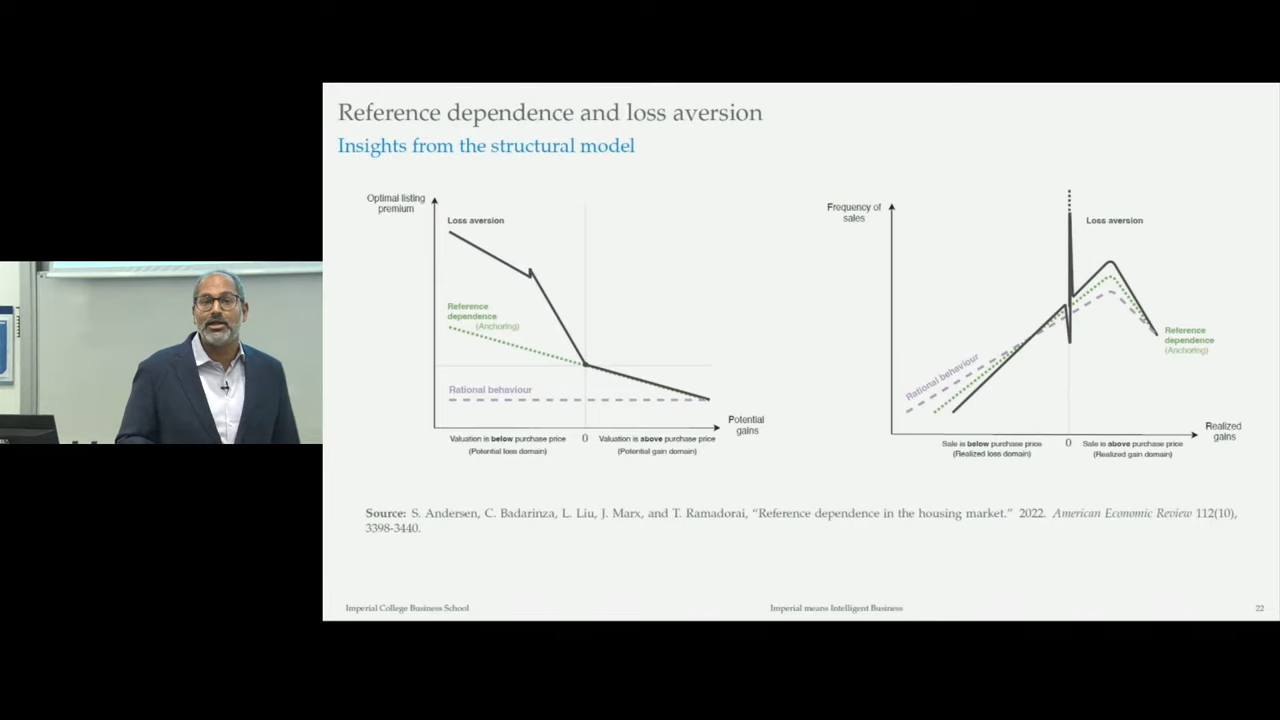 Reference dependence and loss aversion
Insights from the structural model
Optimal listing
premium
Loss aversion
Reference
dependence
(Anchoring)
Rational behaviour
Potential
gains
Valuation is below purchase price
(Potential loss domain)
0
Valuation is above purchase price
(Potential gain domain)
Frequency of
sales
Loss aversion
Rational behaviour
Reference
dependence
(Anchoring)
Realized
gains
Sale is below purchase price
(Realized loss domain)
0
Sale is above purchase price
(Realized gain domain)
Source: S. Andersen, C. Badarinza, L. Liu, J. Marx, and T. Ramadorai, “Reference dependence in the housing market.” 2022. American Economic Review 112(10),
3398-3440.
Imperial College Business School
Imperial means Intelligent Business
22